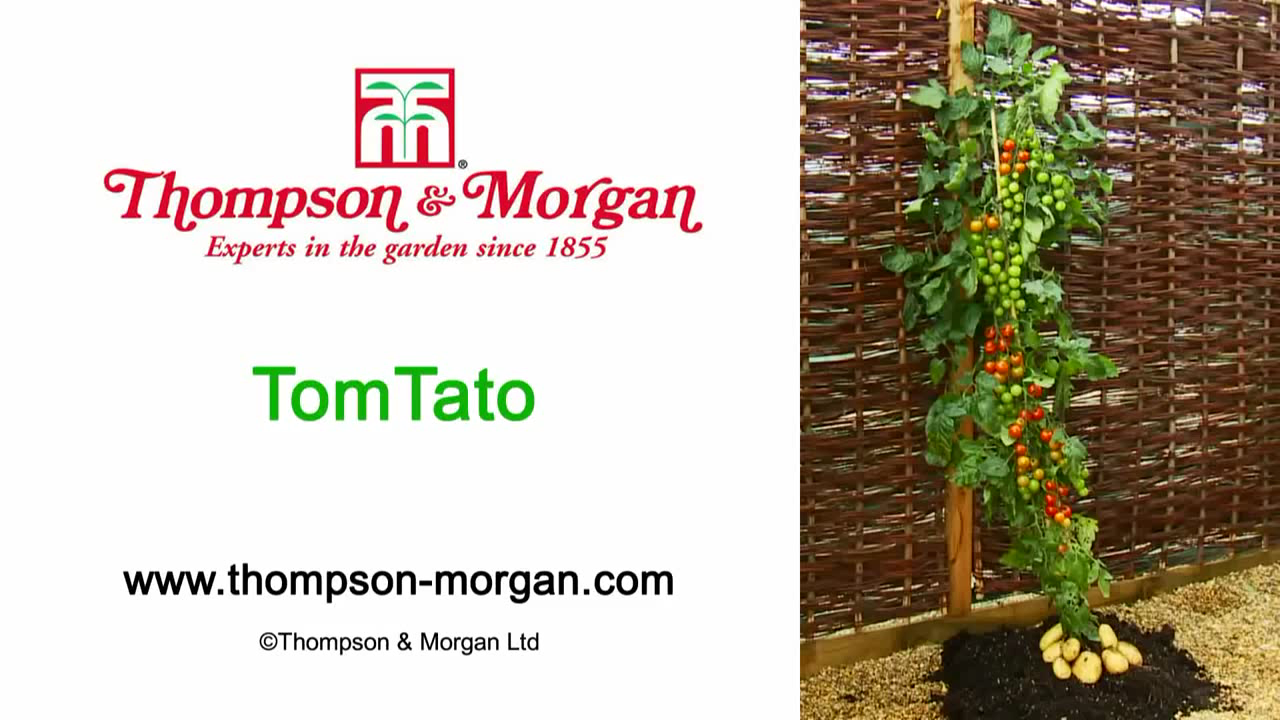 ®
Thompson & Morgan
Experts in the garden since 1855
TomTato
www.thompson-morgan.com
©Thompson & Morgan Ltd